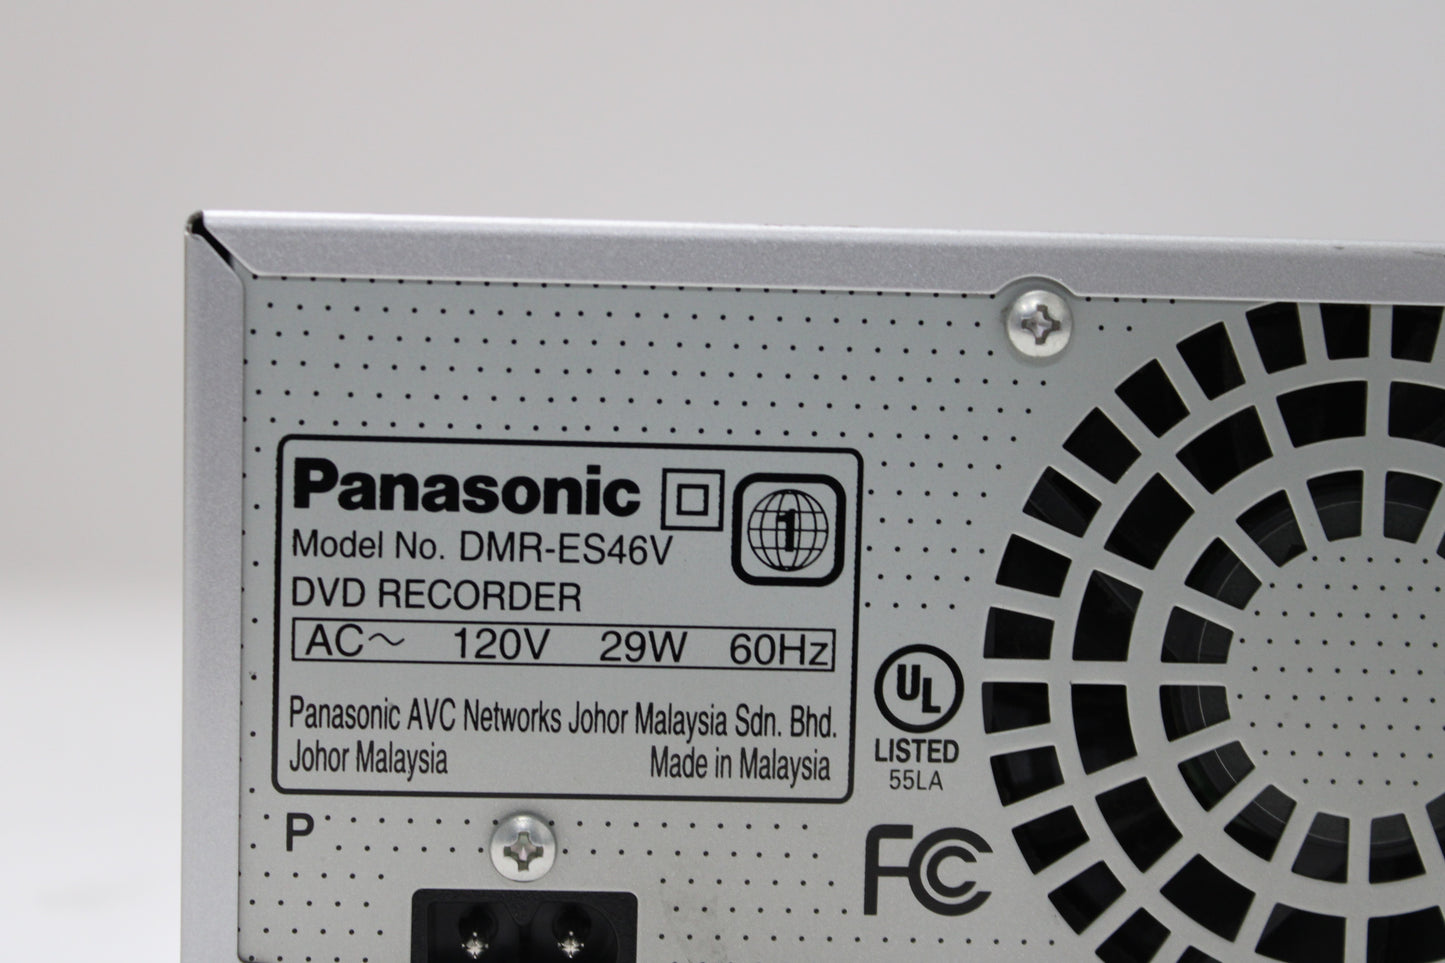 Panasonic
1
Model No. DMR-ES46V
DVD RECORDER
AC～ 120V 29W 60Hz
Panasonic AVC Networks Johor Malaysia Sdn. Bhd.
Johor Malaysia Made in Malaysia
UL
LISTED
55LA
P
FC